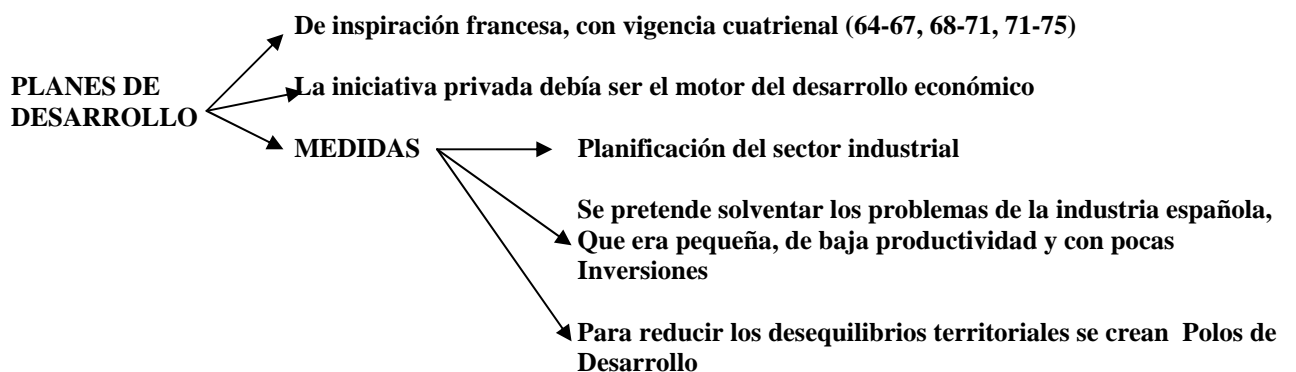 De inspiración francesa, con vigencia cuatrienal (64-67, 68-71, 71-75)
PLANES DE
DESARROLLO
La iniciativa privada debía ser el motor del desarrollo económico
MEDIDAS
Planificación del sector industrial
Se pretende solventar los problemas de la industria española,
Que era pequeña, de baja productividad y con pocas
Inversiones
Para reducir los desequilibrios territoriales se crean Polos de
Desarrollo